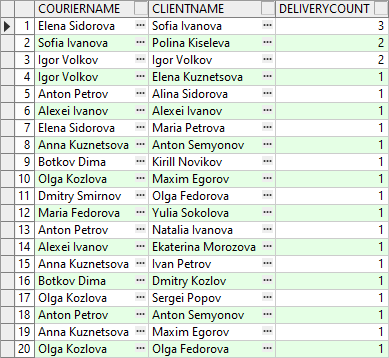 COURIERNAME CLIENTNAME DELIVERYCOUNT
1 Elena Sidorova ··· Sofia Ivanova ··· 3
2 Sofia Ivanova ··· Polina Kiseleva ··· 2
3 Igor Volkov ··· Igor Volkov ··· 2
4 Igor Volkov ··· Elena Kuznetsova ··· 1
5 Anton Petrov ··· Alina Sidorova ··· 1
6 Alexei Ivanov ··· Alexei Ivanov ··· 1
7 Elena Sidorova ··· Maria Petrova ··· 1
8 Anna Kuznetsova ··· Anton Semyonov ··· 1
9 Botkov Dima ··· Kirill Novikov ··· 1
10 Olga Kozlova ··· Maxim Egorov ··· 1
11 Dmitry Smirnov ··· Olga Fedorova ··· 1
12 Maria Fedorova ··· Yulia Sokolova ··· 1
13 Anton Petrov ··· Natalia Ivanova ··· 1
14 Alexei Ivanov ··· Ekaterina Morozova ··· 1
15 Anna Kuznetsova ··· Ivan Petrov ··· 1
16 Botkov Dima ··· Dmitry Kozlov ··· 1
17 Olga Kozlova ··· Sergei Popov ··· 1
18 Anton Petrov ··· Anton Semyonov ··· 1
19 Anna Kuznetsova ··· Maxim Egorov ··· 1
20 Olga Kozlova ··· Olga Fedorova ··· 1